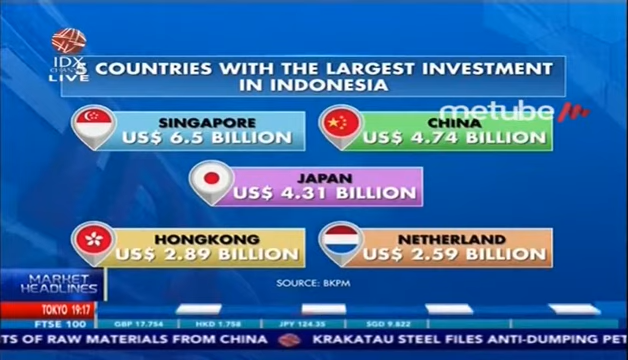 IDX
CHANNEL
LIVE
5 COUNTRIES WITH THE LARGEST INVESTMENT
IN INDONESIA
metube
SINGAPORE
US$ 6.5 BILLION
CHINA
US$ 4.74 BILLION
JAPAN
US$ 4.31 BILLION
HONGKONG
US$ 2.89 BILLION
NETHERLAND
US$ 2.59 BILLION
SOURCE: BKPM
MARKET
HEADLINES
TOKYO 19:17
FTSE 100 GBP 17.754 HKD 1.758 JPY 124.35 SGD 9.822
TS OF RAW MATERIALS FROM CHINA KRAKATAU STEEL FILES ANTI-DUMPING PET